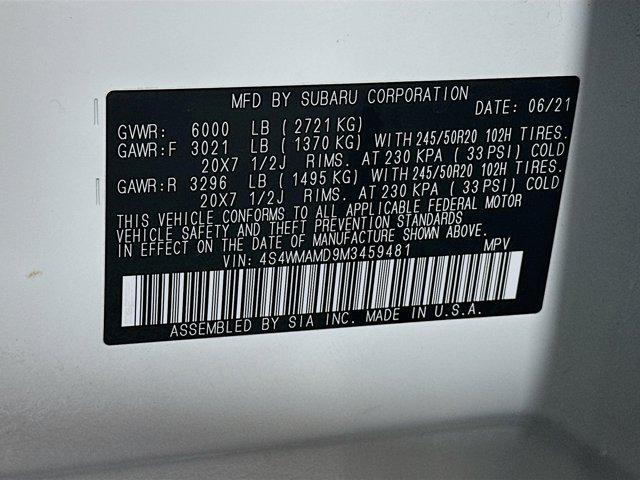 MFD BY SUBARU CORPORATION DATE: 06/21
GVWR: 6000 LB ( 2721 KG)
GAWR:F 3021 LB ( 1370 KG) WITH 245/50R20 102H TIRES.
20X7 1/2J RIMS. AT 230 KPA ( 33 PSI) COLD
GAWR:R 3296 LB ( 1495 KG) WITH 245/50R20 102H TIRES.
20X7 1/2J RIMS. AT 230 KPA ( 33 PSI) COLD
THIS VEHICLE CONFORMS TO ALL APPLICABLE FEDERAL MOTOR
VEHICLE SAFETY AND THEFT PREVENTION STANDARDS
IN EFFECT ON THE DATE OF MANUFACTURE SHOWN ABOVE.
VIN: 4S4WMAMD9M3459481 MPV
ASSEMBLED BY SIA INC. MADE IN U.S.A.